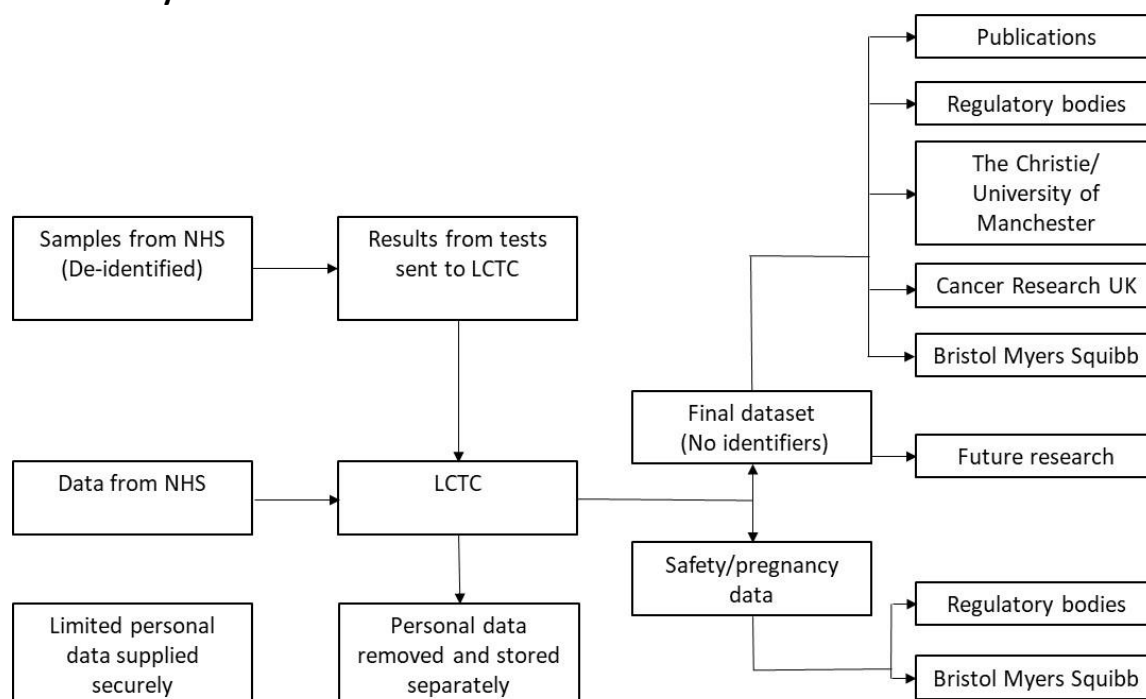 Publications
Regulatory bodies
The Christie/
University of
Manchester
Cancer Research UK
Bristol Myers Squibb
Samples from NHS
(De-identified)
Results from tests
sent to LCTC
Final dataset
(No identifiers)
Future research
Data from NHS
LCTC
Safety/pregnancy
data
Regulatory bodies
Bristol Myers Squibb
Limited personal
data supplied
securely
Personal data
removed and stored
separately